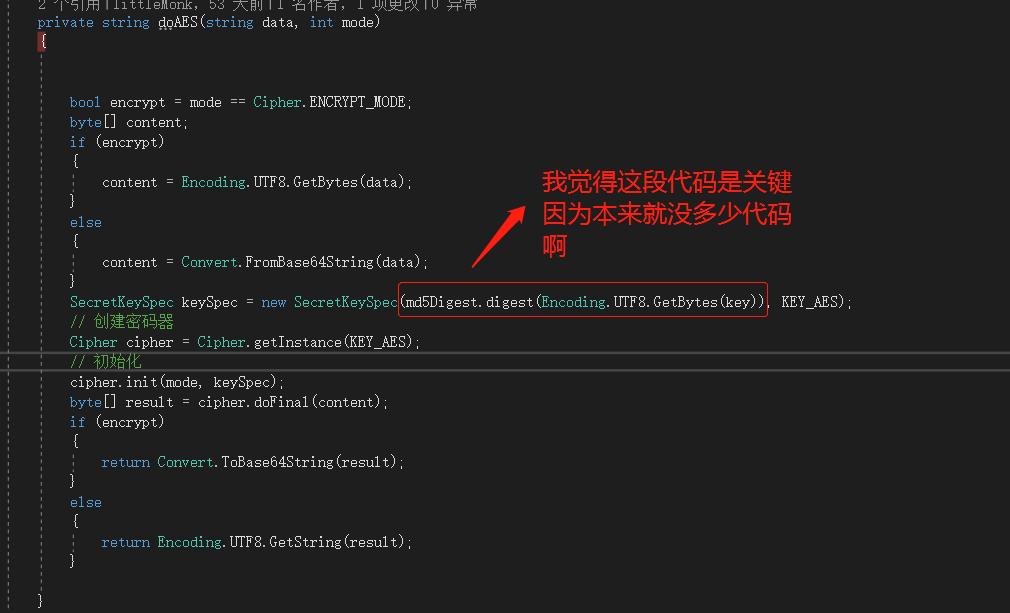 2 个引用|littleMonk, 53 天前|1 名作者, 1 项更改|0 异常
private string doAES(string data, int mode)
{
bool encrypt = mode == Cipher.ENCRYPT_MODE;
byte[] content;
if (encrypt)
{
content = Encoding.UTF8.GetBytes(data);
}
else
{
content = Convert.FromBase64String(data);
}
SecretKeySpec keySpec = new SecretKeySpec(md5Digest.digest(Encoding.UTF8.GetBytes(key)), KEY_AES);
// 创建密码器
Cipher cipher = Cipher.getInstance(KEY_AES);
// 初始化
cipher.init(mode, keySpec);
byte[] result = cipher.doFinal(content);
if (encrypt)
{
return Convert.ToBase64String(result);
}
else
{
return Encoding.UTF8.GetString(result);
}
}
我觉得这段代码是关键
因为本来就没多少代码
啊